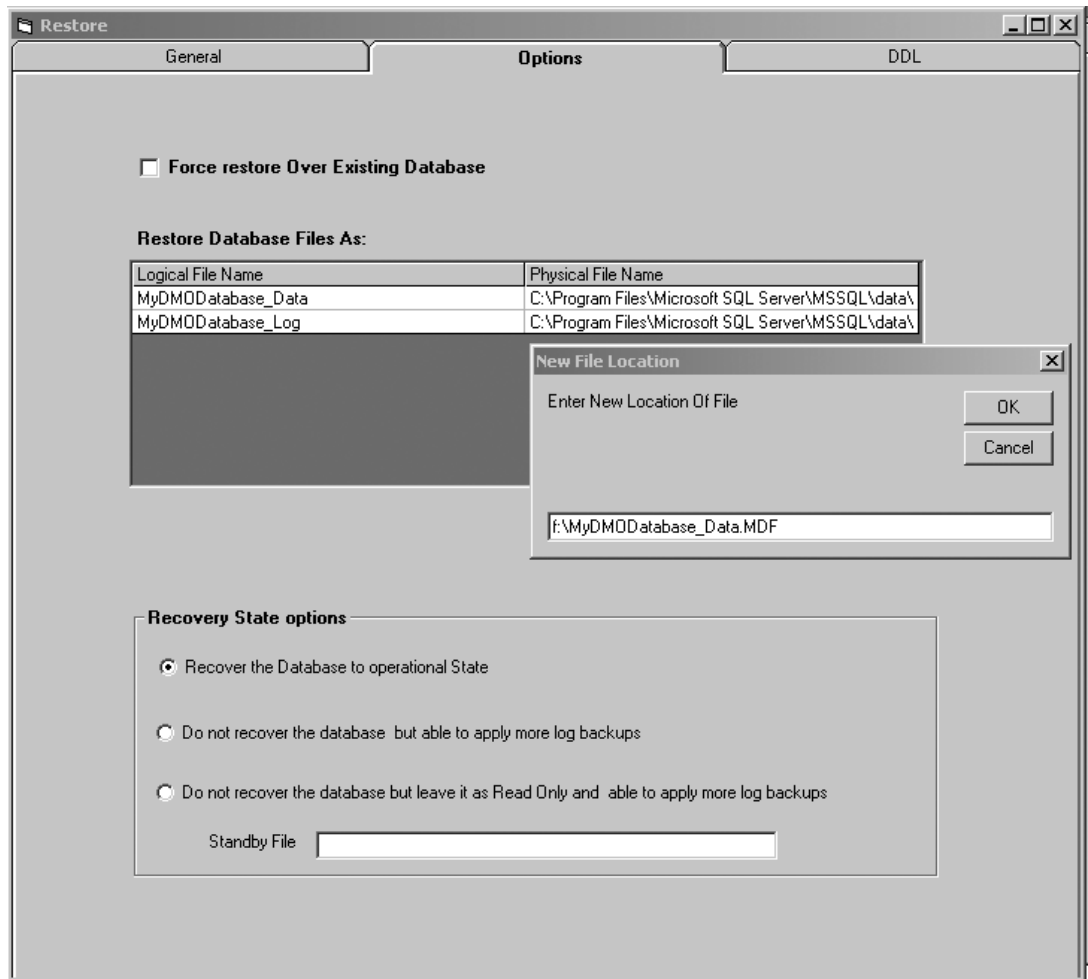 Restore
General
Options
DDL
Force restore Over Existing Database
Restore Database Files As:
Logical File Name
Physical File Name
MyDMODatabase_Data
C:\Program Files\Microsoft SQL Server\MSSQL\data\
MyDMODatabase_Log
C:\Program Files\Microsoft SQL Server\MSSQL\data\
New File Location
Enter New Location Of File
OK
Cancel
f:\MyDMODatabase_Data.MDF
Recovery State options
Recover the Database to operational State
Do not recover the database but able to apply more log backups
Do not recover the database but leave it as Read Only and able to apply more log backups
Standby File